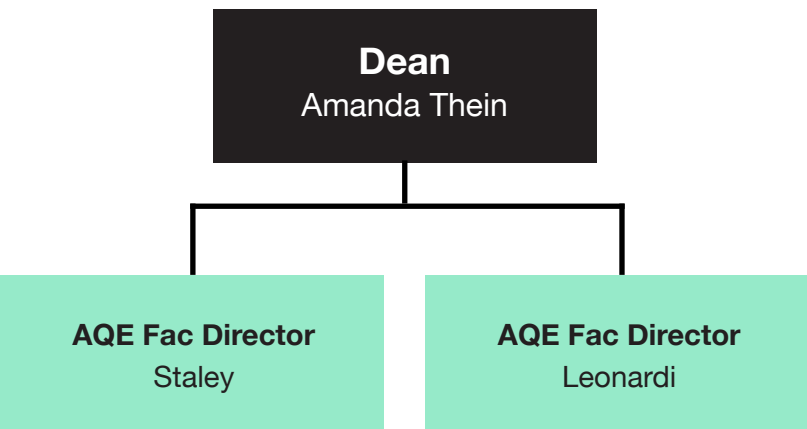 Dean
Amanda Thein
AQE Fac Director
Staley
AQE Fac Director
Leonardi